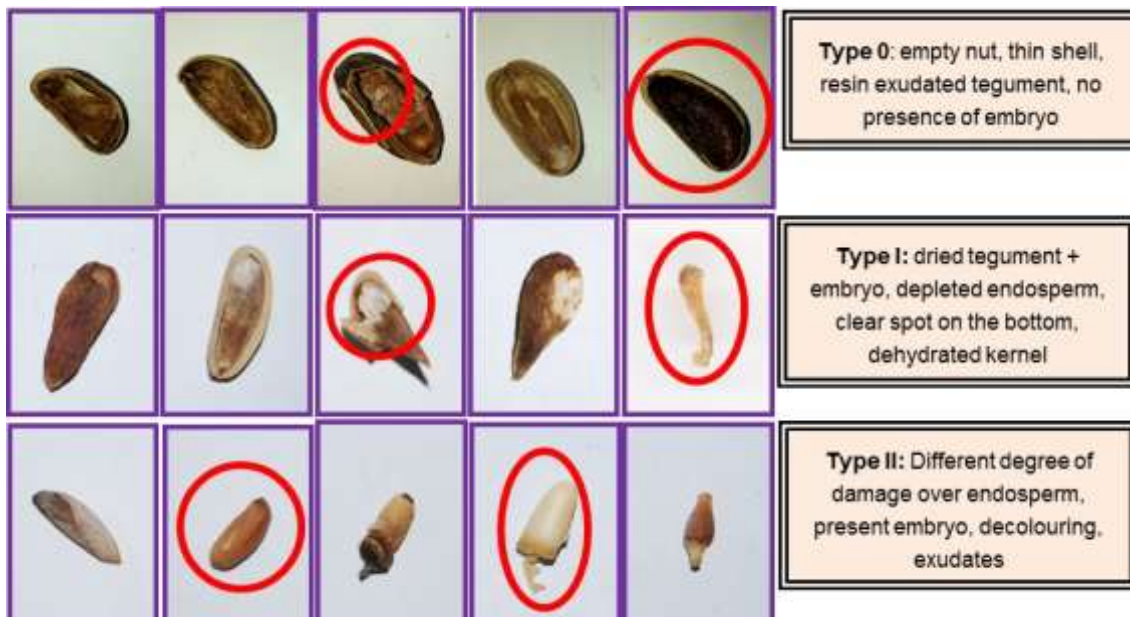 Type 0: empty nut, thin shell,
resin exudated tegument, no
presence of embryo
Type I: dried tegument +
embryo, depleted endosperm,
clear spot on the bottom,
dehydrated kernel
Type II: Different degree of
damage over endosperm,
present embryo, decolouring,
exudates